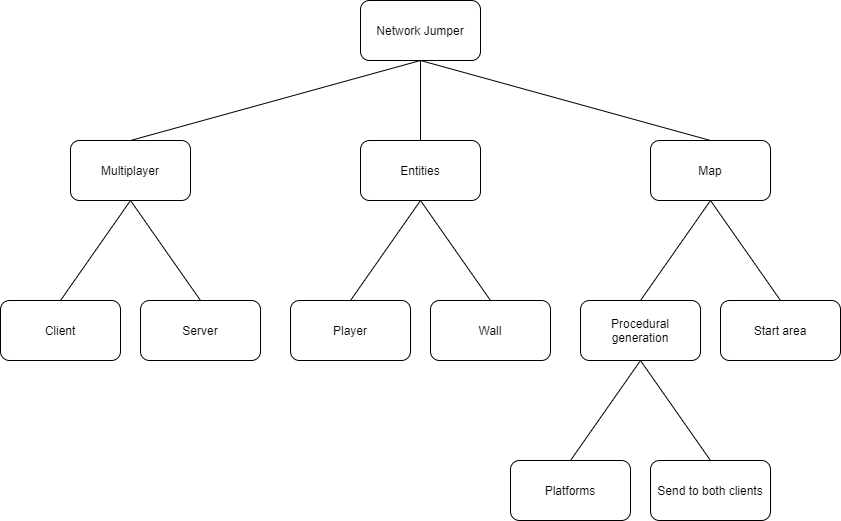 Network Jumper
Multiplayer
Entities
Map
Client
Server
Player
Wall
Procedural
generation
Start area
Platforms
Send to both clients